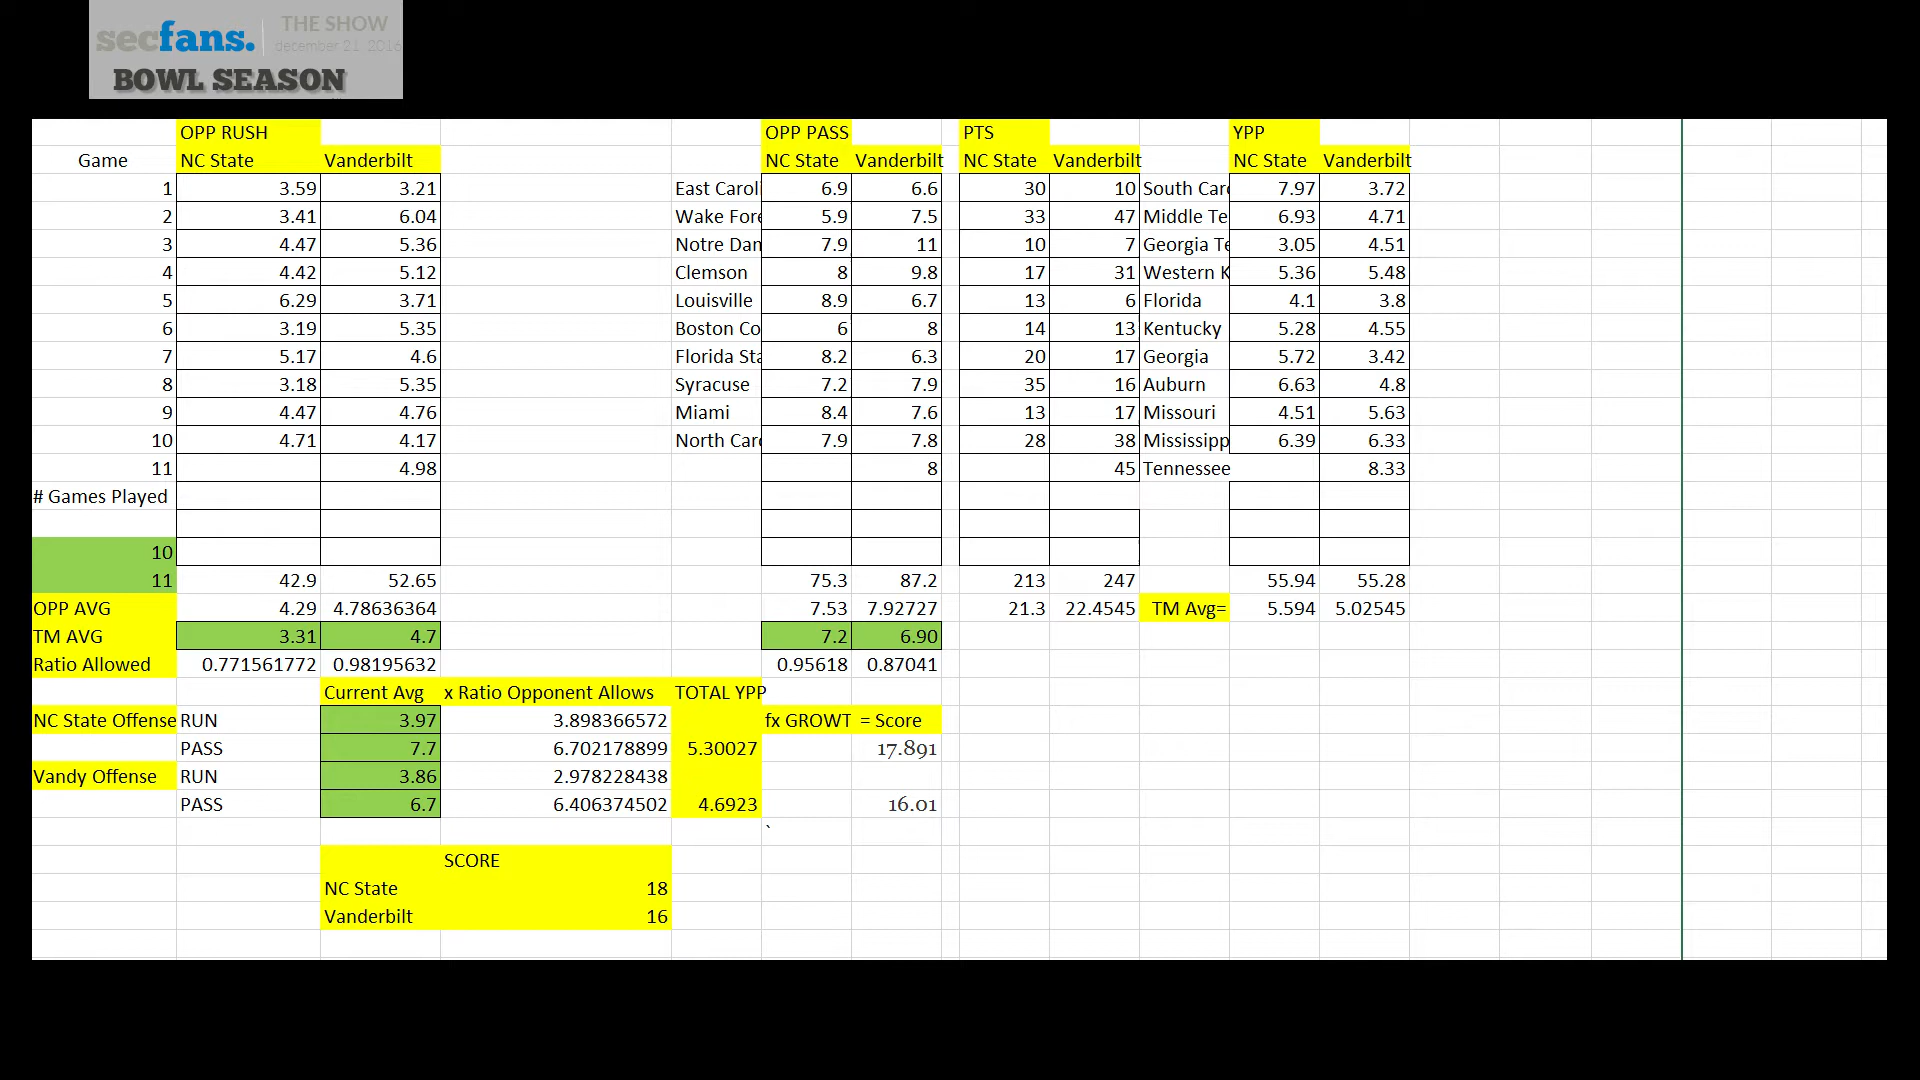 secfans. THE SHOW
december 21, 2016
BOWL SEASON
OPP RUSH OPP PASS PTS YPP
Game NC State Vanderbilt NC State Vanderbilt NC State Vanderbilt NC State Vanderbilt
1 3.59 3.21 East Caroli 6.9 6.6 30 10 South Caro 7.97 3.72
2 3.41 6.04 Wake Fore 5.9 7.5 33 47 Middle Te 6.93 4.71
3 4.47 5.36 Notre Dam 7.9 11 10 7 Georgia Te 3.05 4.51
4 4.42 5.12 Clemson 8 9.8 17 31 Western K 5.36 5.48
5 6.29 3.71 Louisville 8.9 6.7 13 6 Florida 4.1 3.8
6 3.19 5.35 Boston Co 6 8 14 13 Kentucky 5.28 4.55
7 5.17 4.6 Florida Sta 8.2 6.3 20 17 Georgia 5.72 3.42
8 3.18 5.35 Syracuse 7.2 7.9 35 16 Auburn 6.63 4.8
9 4.47 4.76 Miami 8.4 7.6 13 17 Missouri 4.51 5.63
10 4.71 4.17 North Caro 7.9 7.8 28 38 Mississipp 6.39 6.33
11 4.98 8 45 Tennessee 8.33
# Games Played
10
11 42.9 52.65 75.3 87.2 213 247 55.94 55.28
OPP AVG 4.29 4.78636364 7.53 7.92727 21.3 22.4545 TM Avg= 5.594 5.02545
TM AVG 3.31 4.7 7.2 6.90
Ratio Allowed 0.771561772 0.98195632 0.95618 0.87041
Current Avg x Ratio Opponent Allows TOTAL YPP
NC State Offense RUN 3.97 3.898366572 fx GROWT = Score
PASS 7.7 6.702178899 5.30027 17.891
Vandy Offense RUN 3.86 2.978228438
PASS 6.7 6.406374502 4.6923 16.01
`
SCORE
NC State 18
Vanderbilt 16